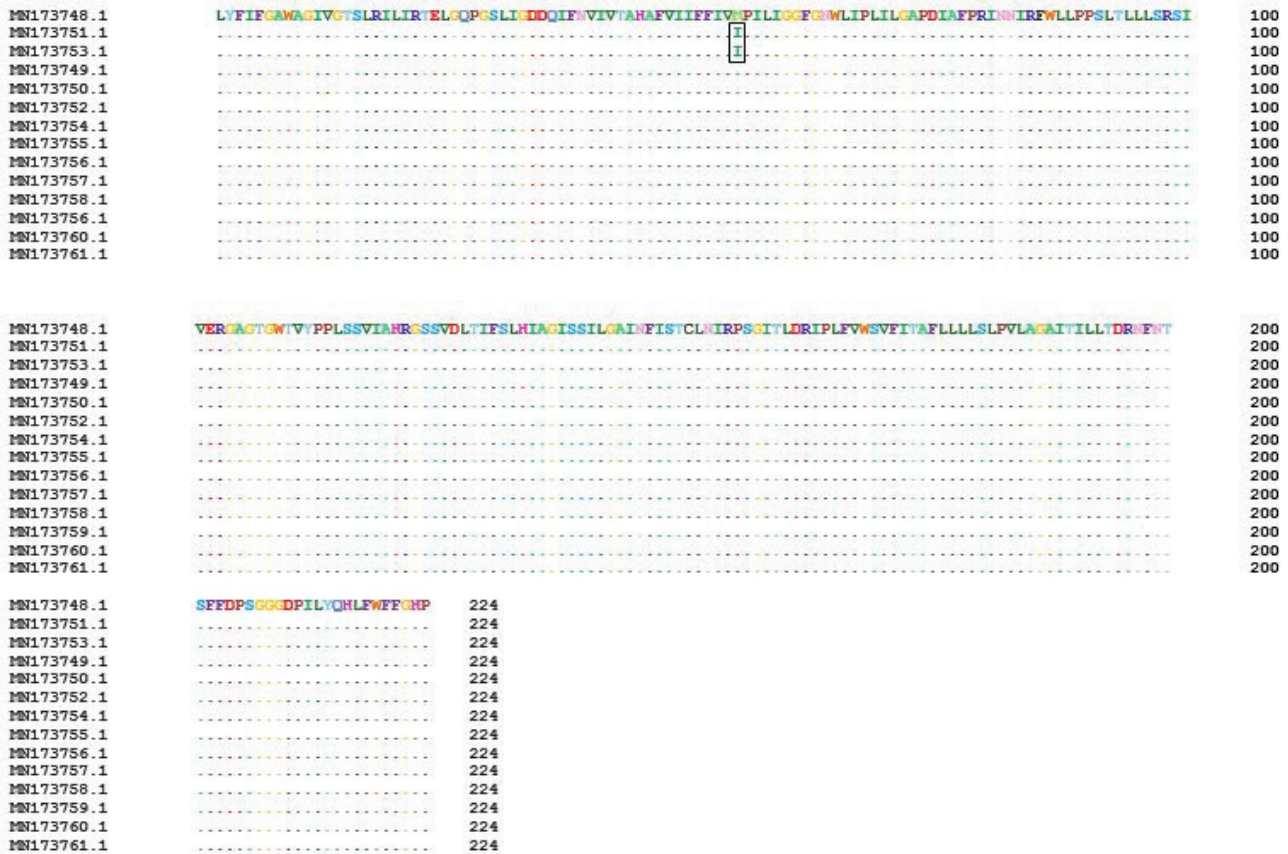 MN173748.1 LYFIFGAWAGIVGTSLRILIRTELGQPGSLIGDDQIFNVIVTAHAFVIIFFIVMPILIGGFGNWLIPLILGAPDIAFPRINNIRFWLLPPSLTLLLSRSI 100
MN173751.1 I 100
MN173753.1 I 100
MN173749.1 100
MN173750.1 100
MN173752.1 100
MN173754.1 100
MN173755.1 100
MN173756.1 100
MN173757.1 100
MN173758.1 100
MN173756.1 100
MN173760.1 100
MN173761.1 100
MN173748.1 VERGAGTGWTVYPPLSSVIAHRGSSVDLTIFSLHIAGISSILGAINFISTCLNIRPSGITLDRIPLFVWSVFITAFLLLLSLPVLAGAITILLTDRNFNT 200
MN173751.1 200
MN173753.1 200
MN173749.1 200
MN173750.1 200
MN173752.1 200
MN173754.1 200
MN173755.1 200
MN173756.1 200
MN173757.1 200
MN173758.1 200
MN173759.1 200
MN173760.1 200
MN173761.1 200
MN173748.1 SFFDPSGGGDPILYQHLFWFFGHP 224
MN173751.1 224
MN173753.1 224
MN173749.1 224
MN173750.1 224
MN173752.1 224
MN173754.1 224
MN173755.1 224
MN173756.1 224
MN173757.1 224
MN173758.1 224
MN173759.1 224
MN173760.1 224
MN173761.1 224